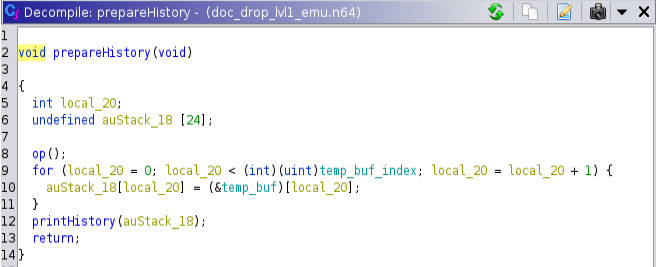 Decompile: prepareHistory - (doc_drop_lvl1_emu.n64)
1
2 void prepareHistory(void)
3
4 {
5 int local_20;
6 undefined auStack_18 [24];
7
8 op();
9 for (local_20 = 0; local_20 < (int)(uint)temp_buf_index; local_20 = local_20 + 1) {
10 auStack_18[local_20] = (&temp_buf)[local_20];
11 }
12 printHistory(auStack_18);
13 return;
14 }